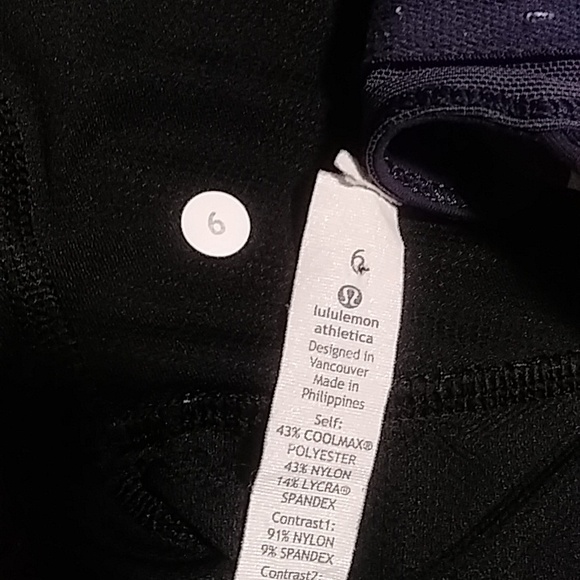 6
6
lululemon
athletica
Designed in
Vancouver
Made in
Philippines
Self:
43% COOLMAX®
POLYESTER
43% NYLON
14% LYCRA®
SPANDEX
Contrast1:
91% NYLON
9% SPANDEX
Contrast2: